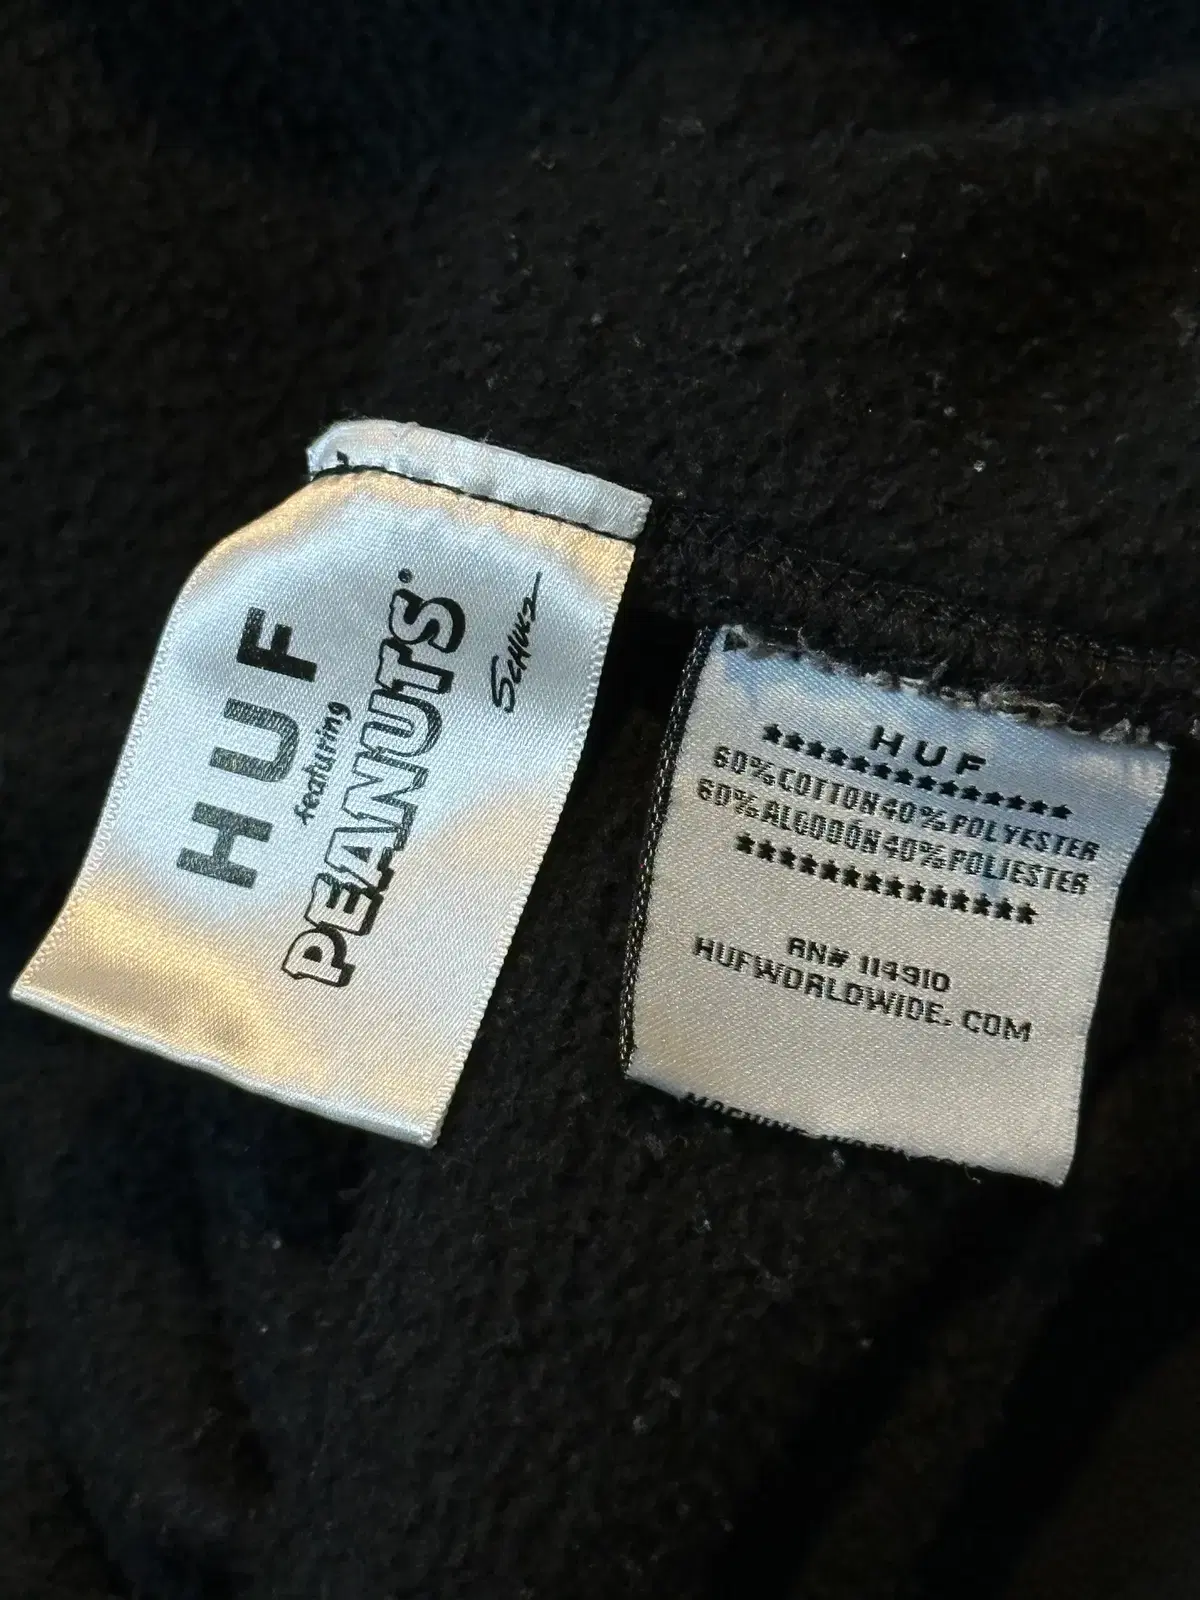 HUF
featuring
PEANUTS
SCHULZ
HUF
**************
60%COTTON40%POLYESTER
60%ALGODÓN40%POLIESTER
**************
RN# 114910
HUFWORLDWIDE.COM